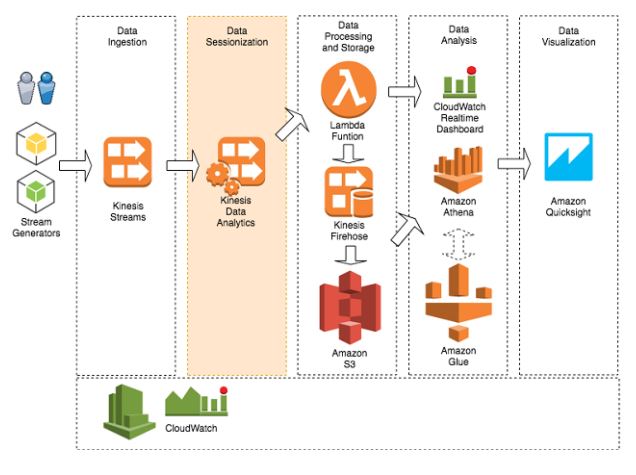 Data
Ingestion
Data
Sessionization
Data
Processing
and Storage
Data
Analysis
Data
Visualization
Stream
Generators
Kinesis
Streams
Kinesis
Data
Analytics
Lambda
Funtion
Kinesis
Firehose
Amazon
S3
CloudWatch
Realtime
Dashboard
Amazon
Athena
Amazon
Glue
Amazon
Quicksight
CloudWatch